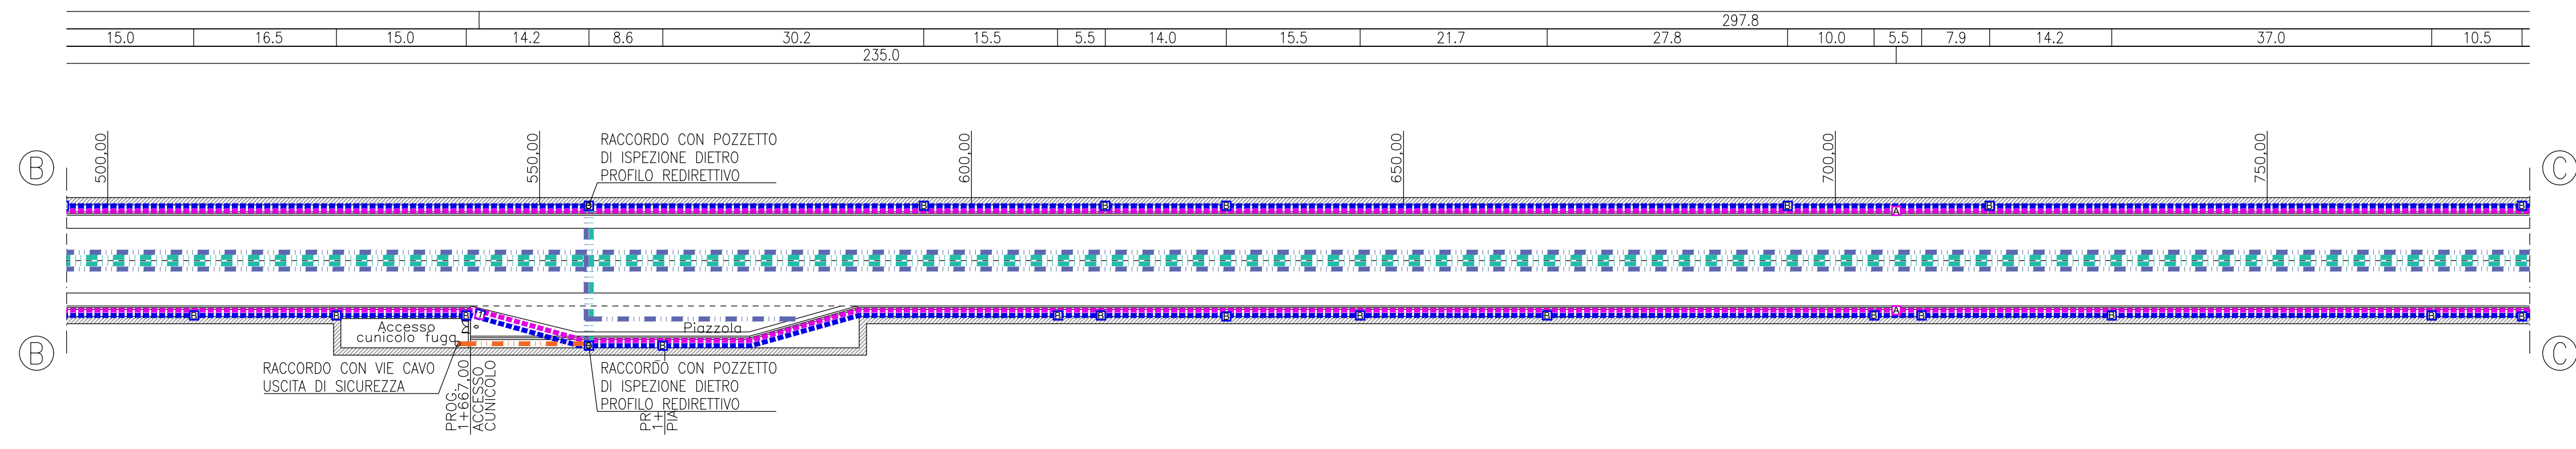 297.8
15.0 16.5 15.0 14.2 8.6 30.2 15.5 5.5 14.0 15.5 21.7 27.8 10.0 5.5 7.9 14.2 37.0 10.5
235.0
500,00 550,00 600,00 650,00 700,00 750,00
RACCORDO CON POZZETTO
DI ISPEZIONE DIETRO
PROFILO REDIRETTIVO
B C
B B B B B B B B
A
A
B B B B B B B B B B B B
T
Accesso
cunicolo fuga
Piazzola
B B
B C
RACCORDO CON VIE CAVO
USCITA DI SICUREZZA
PROG.
1+667,00
ACCESSO
CUNICOLO
RACCORDO CON POZZETTO
DI ISPEZIONE DIETRO
PROFILO REDIRETTIVO
PR
1+
PIA